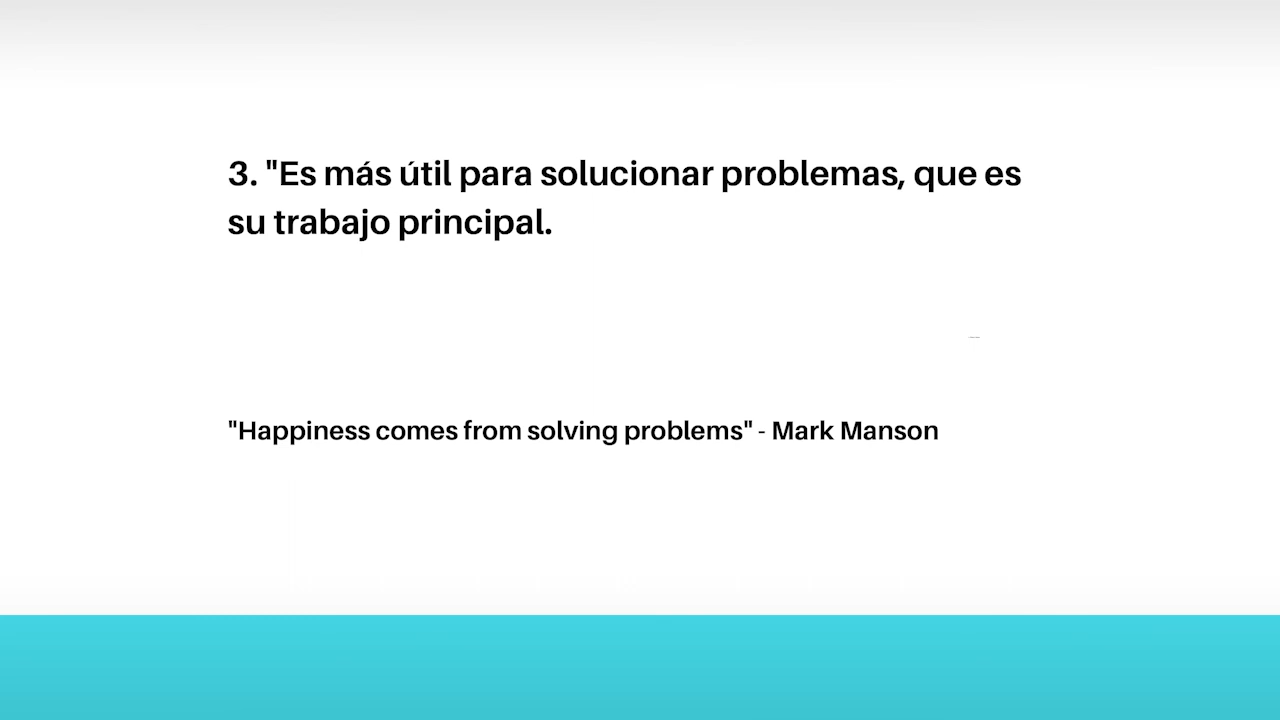 3. "Es más útil para solucionar problemas, que es
su trabajo principal.
"Happiness comes from solving problems" - Mark Manson